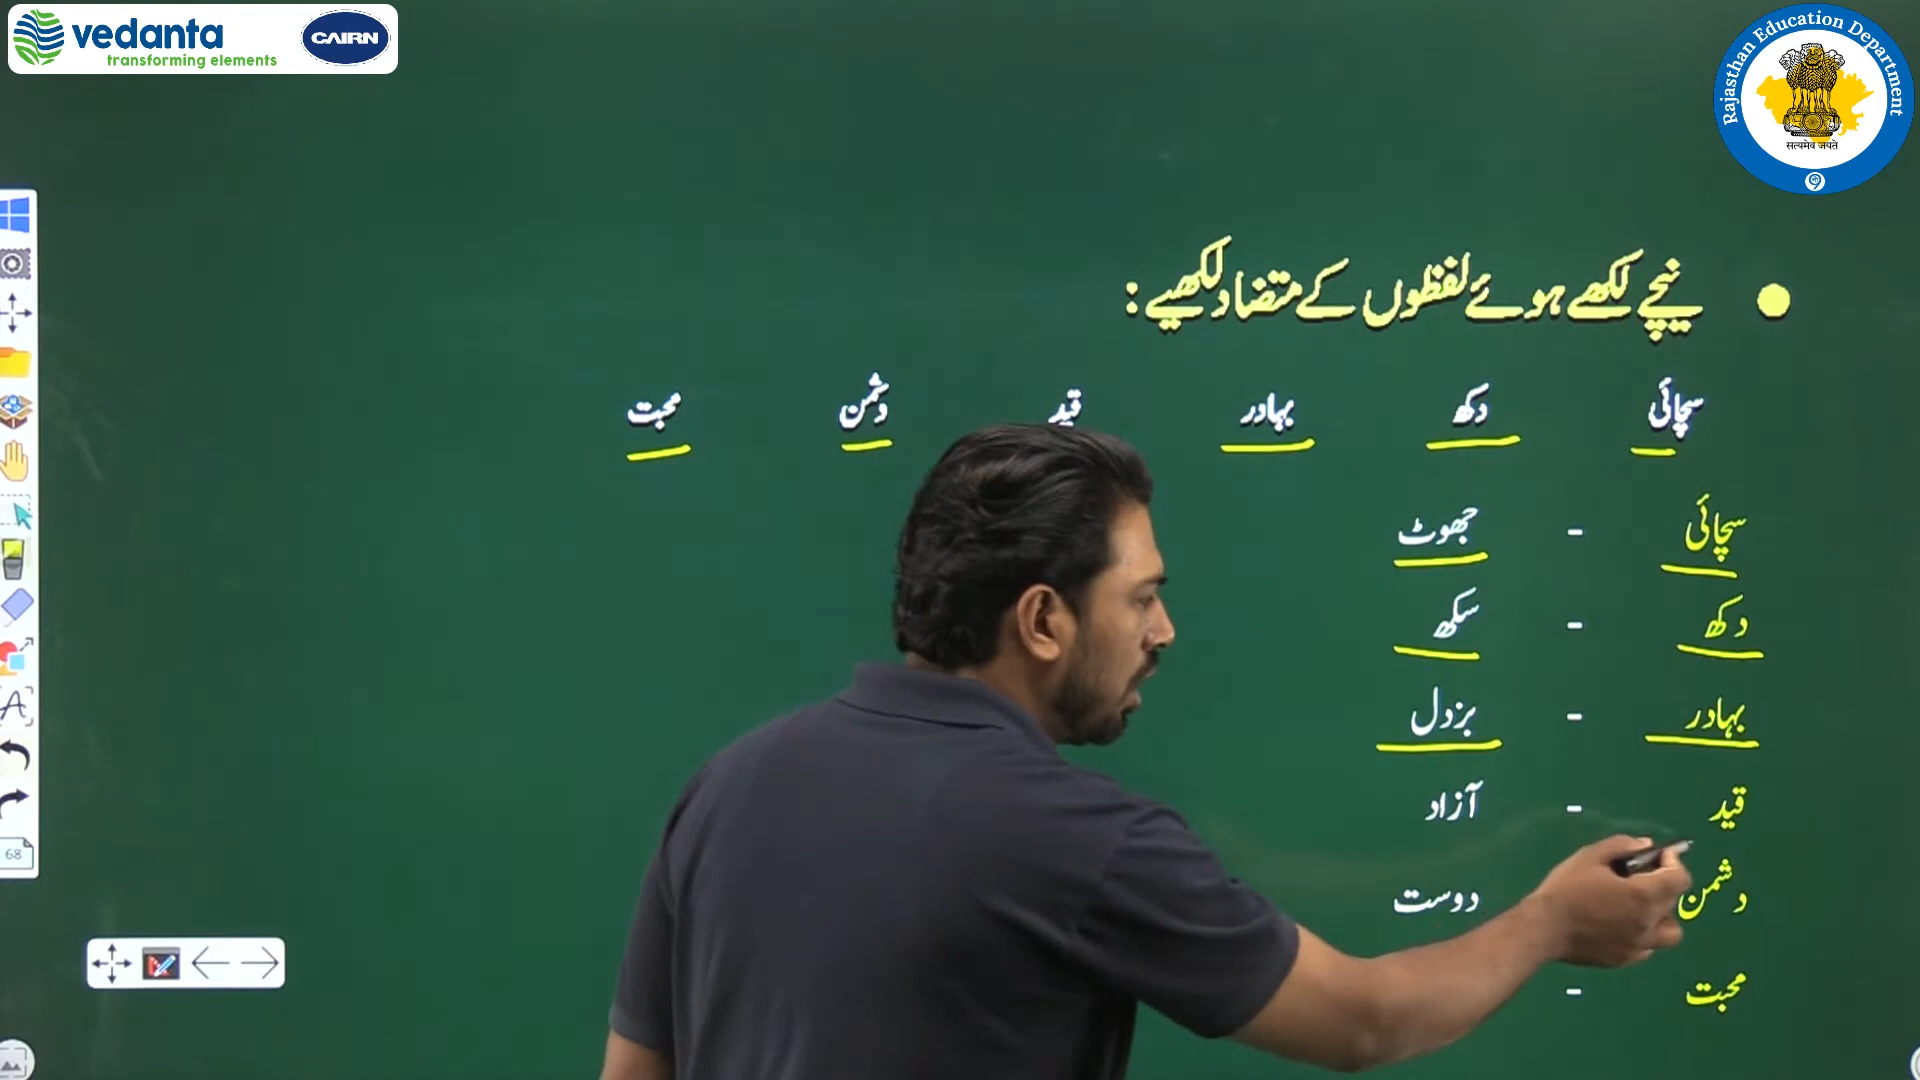 vedanta
transforming elements
CAIRN
Rajasthan Education Department
सत्यमेव जयते
نیچے لکھے ہوئے لفظوں کے متضاد لکھیے :
سچائی دکھ بہادر قید دشمن محبت
سچائی - جھوٹ
دکھ - سکھ
بہادر - بزدل
قید - آزاد
دشمن دوست
محبت -
68